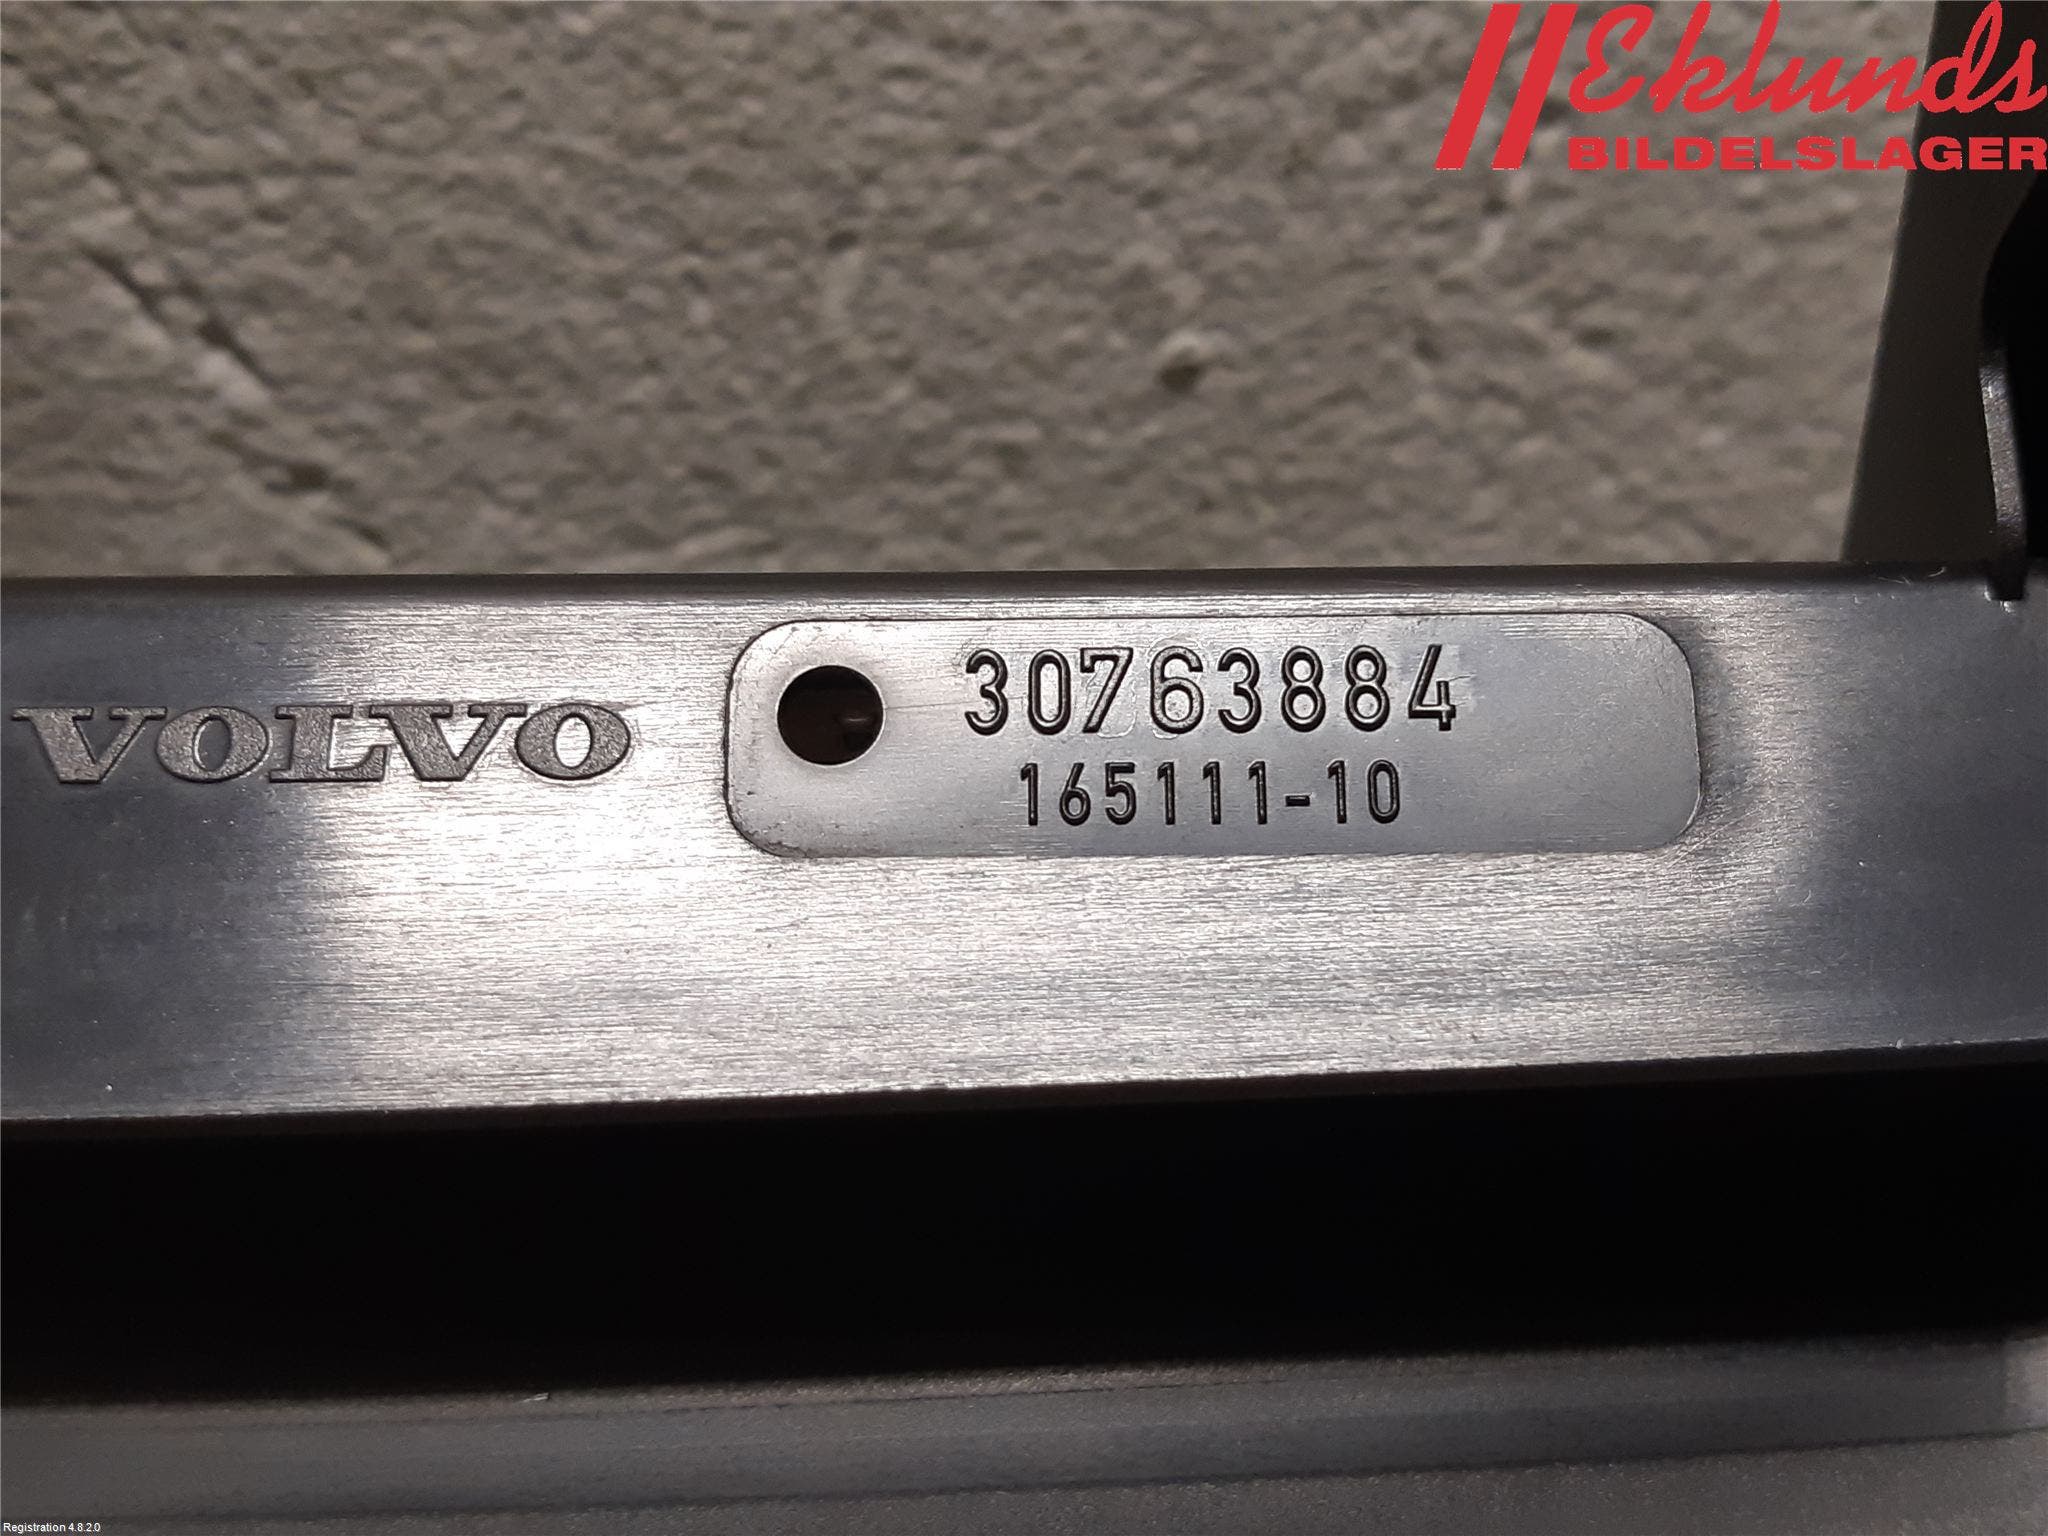 Eklunds
BILDELSLAGER
VOLVO
30763884
165111-10
Registration 4.8.2.0